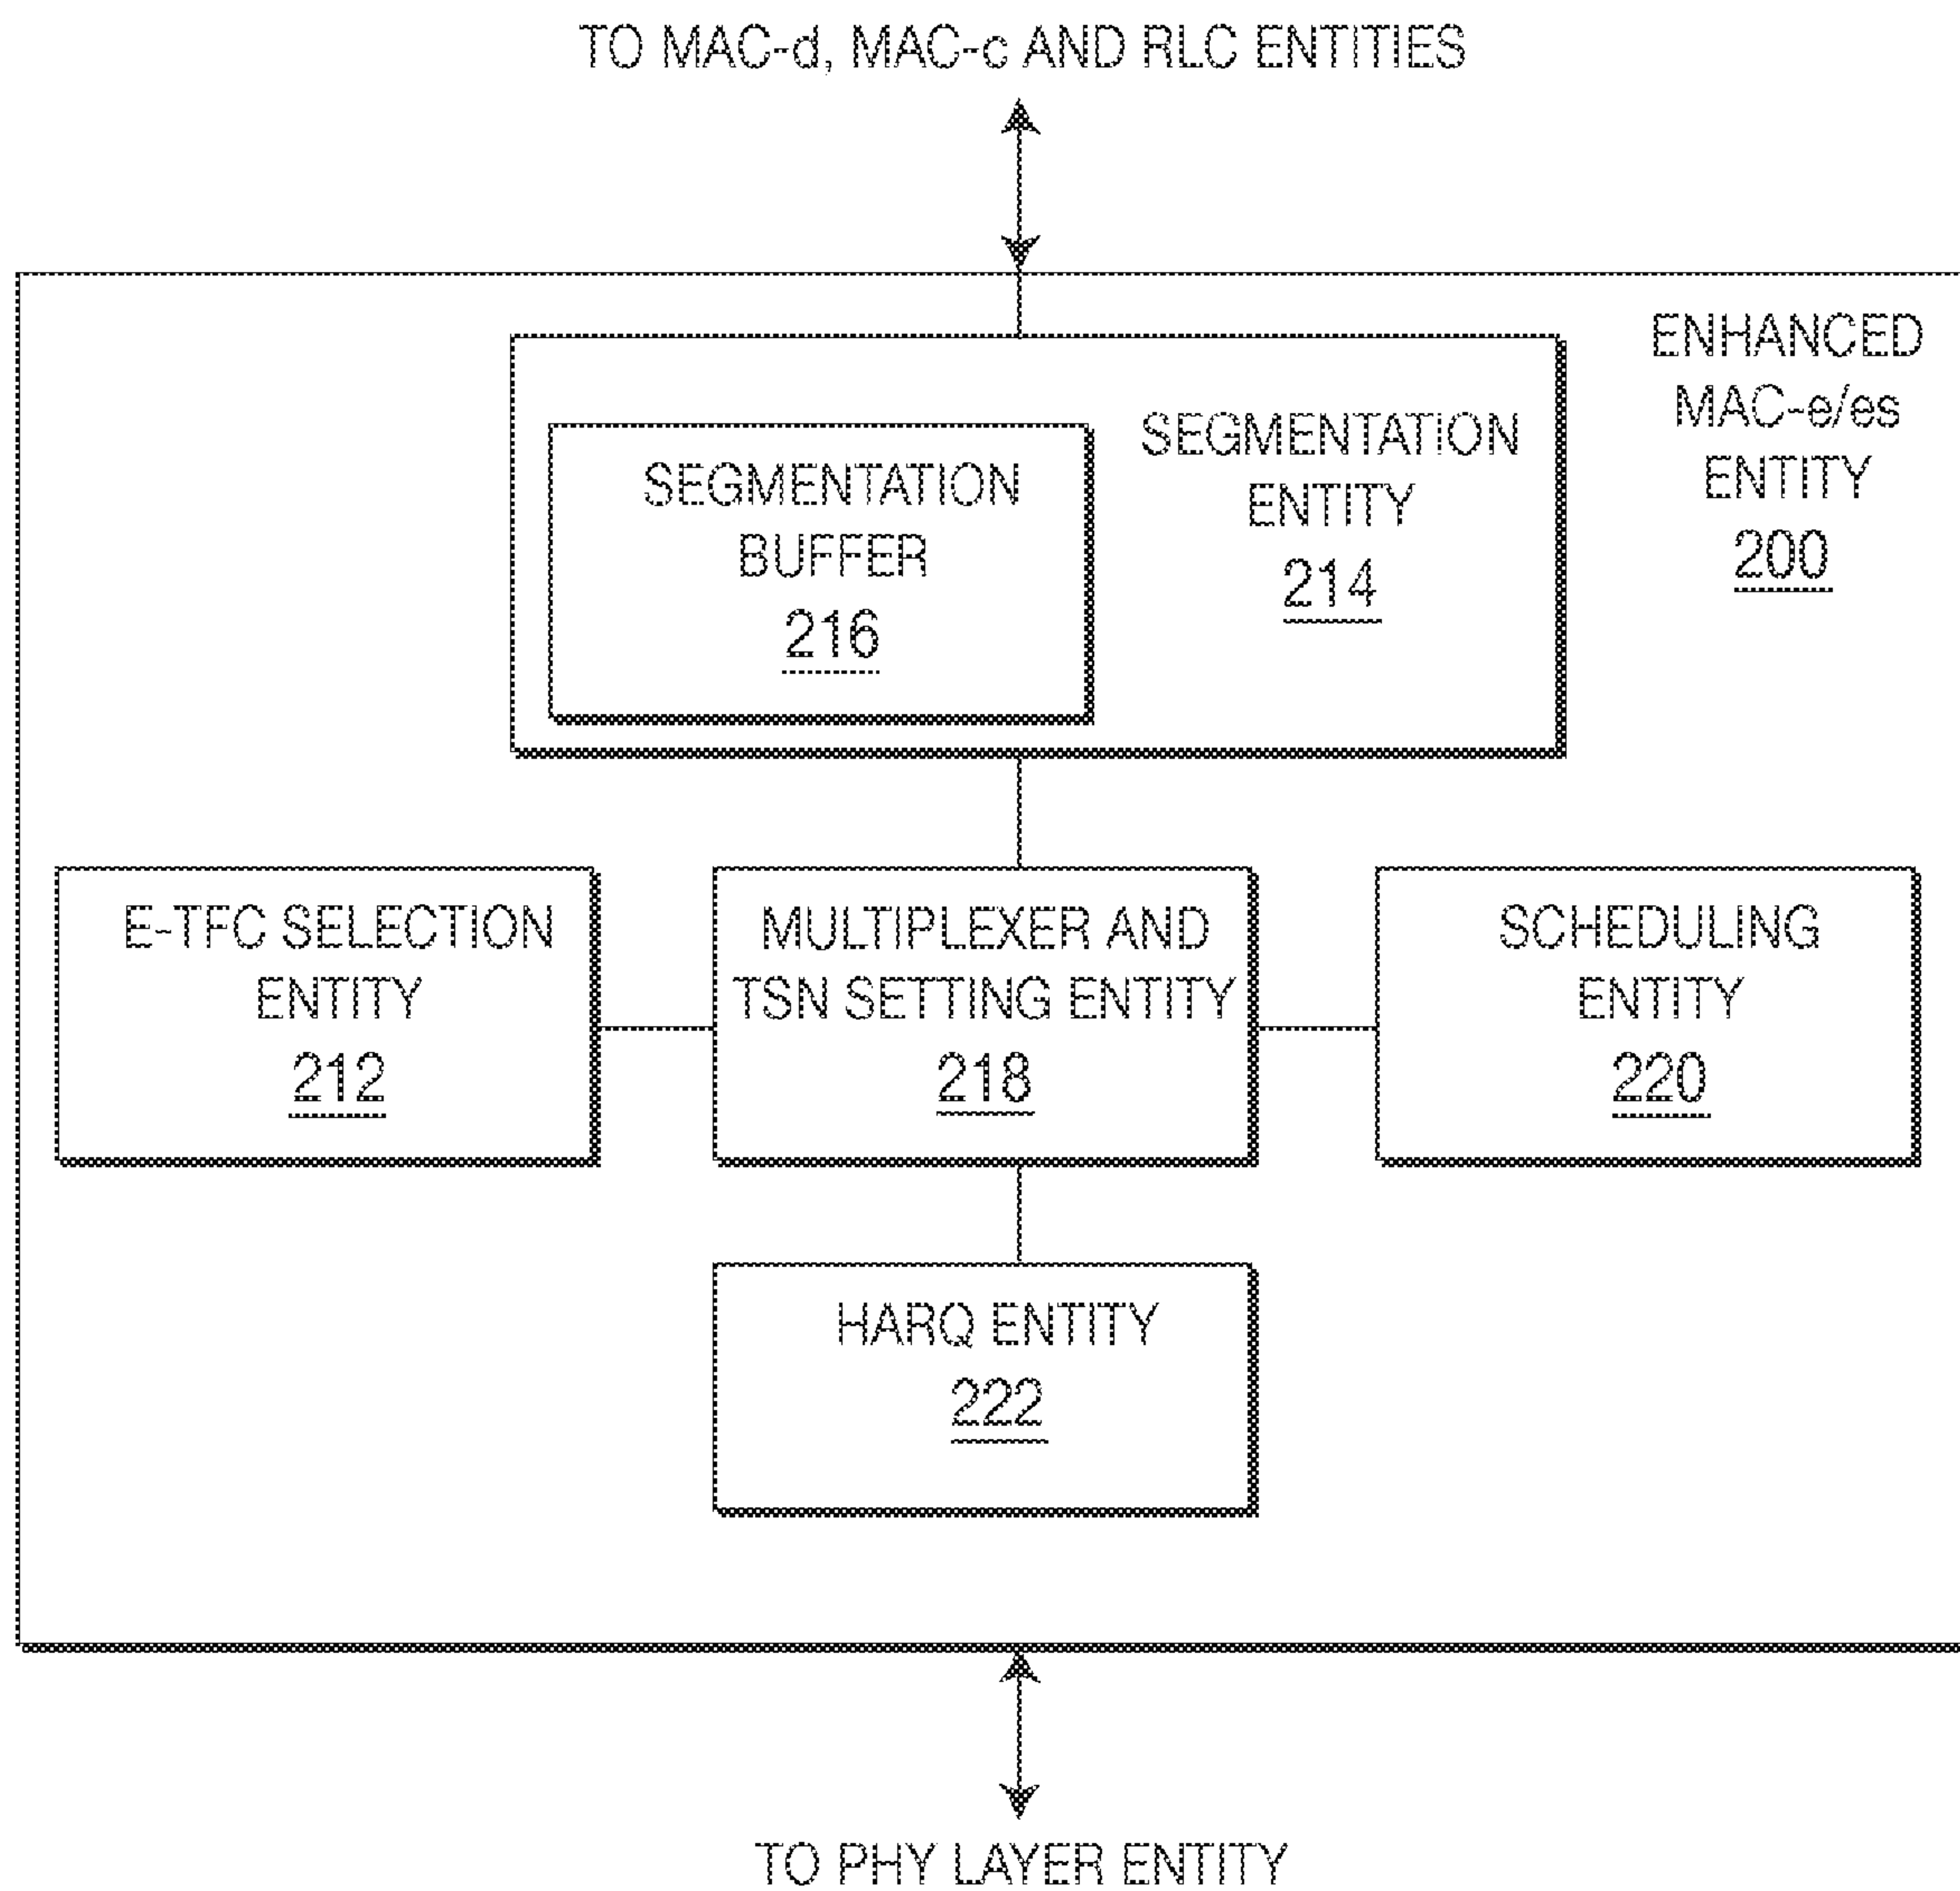 TO MAC-d, MAC-c AND RLC ENTITIES
ENHANCED
MAC-e/es
ENTITY
200
SEGMENTATION
ENTITY
214
SEGMENTATION
BUFFER
216
E-TFC SELECTION
ENTITY
212
MULTIPLEXER AND
TSN SETTING ENTITY
218
SCHEDULING
ENTITY
220
HARQ ENTITY
222
TO PHY LAYER ENTITY